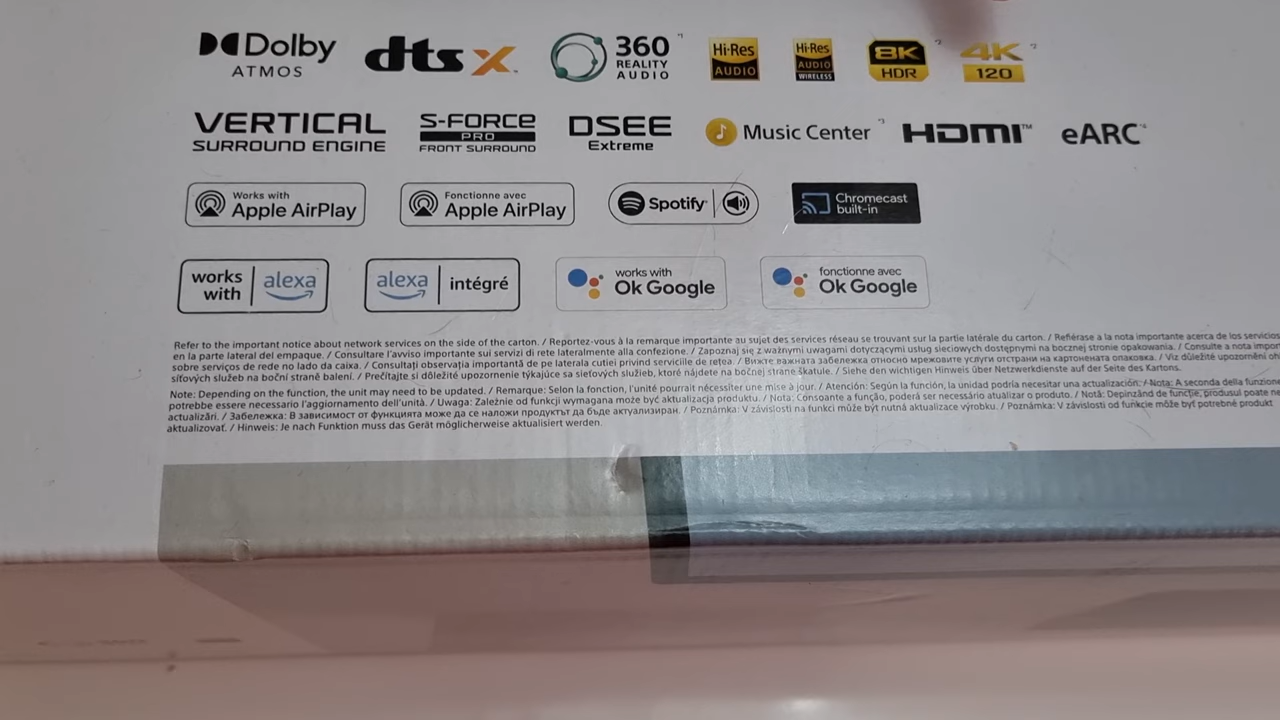 Dolby ATMOS
dts X
360 REALITY AUDIO *1
Hi-Res AUDIO
Hi-Res AUDIO WIRELESS
8K HDR *2
4K 120 *2
VERTICAL SURROUND ENGINE
S-FORCE PRO FRONT SURROUND
DSEE Extreme
Music Center *3
HDMI™
eARC
Works with Apple AirPlay
Fonctionne avec Apple AirPlay
Spotify
Chromecast built-in
works with alexa
alexa intégré
works with Ok Google
fonctionne avec Ok Google
Refer to the important notice about network services on the side of the carton. / Reportez-vous à la remarque importante au sujet des services réseau se trouvant sur la partie latérale du carton. / Refiérase a la nota importante acerca de los servicios
en la parte lateral del empaque. / Consultare l'avviso importante sui servizi di rete lateralmente alla confezione. / Zapoznaj się z ważnymi uwagami dotyczącymi usług sieciowych dostępnymi na bocznej stronie opakowania. / Consulte a nota
sobre serviços de rede no lado da caixa. / Consultați observația importantă de pe laterala cutiei privind serviciile de rețea. / Вижте важната забележка относно мрежовите услуги отстрани на картонената опаковка. / Viz důležité upozornění
síťových služeb na boční straně balení. / Prečítajte si dôležité upozornenie týkajúce sa sieťových služieb, ktoré nájdete na bočnej strane škatule. / Siehe den wichtigen Hinweis über Netzwerkdienste auf der Seite des Kartons.
Note: Depending on the function, the unit may need to be updated. / Remarque: Selon la fonction, l'unité pourrait nécessiter une mise à jour. / Atención: Según la función, la unidad podría necesitar una actualización. / Nota: A seconda della funzione
potrebbe essere necessario l'aggiornamento dell'unità. / Uwaga: Zależnie od funkcji wymagana może być aktualizacja produktu. / Nota: Consoante a função, poderá ser necessário atualizar o produto. / Notă: Depinzând de funcție, produsul poate
actualizări. / Забележка: В зависимост от функцията може да се наложи продуктът да бъде актуализиран. / Poznámka: V závislosti na funkci může být nutná aktualizace výrobku. / Poznámka: V závislosti od funkcie môže byť potrebné produkt
aktualizovať. / Hinweis: Je nach Funktion muss das Gerät möglicherweise aktualisiert werden.